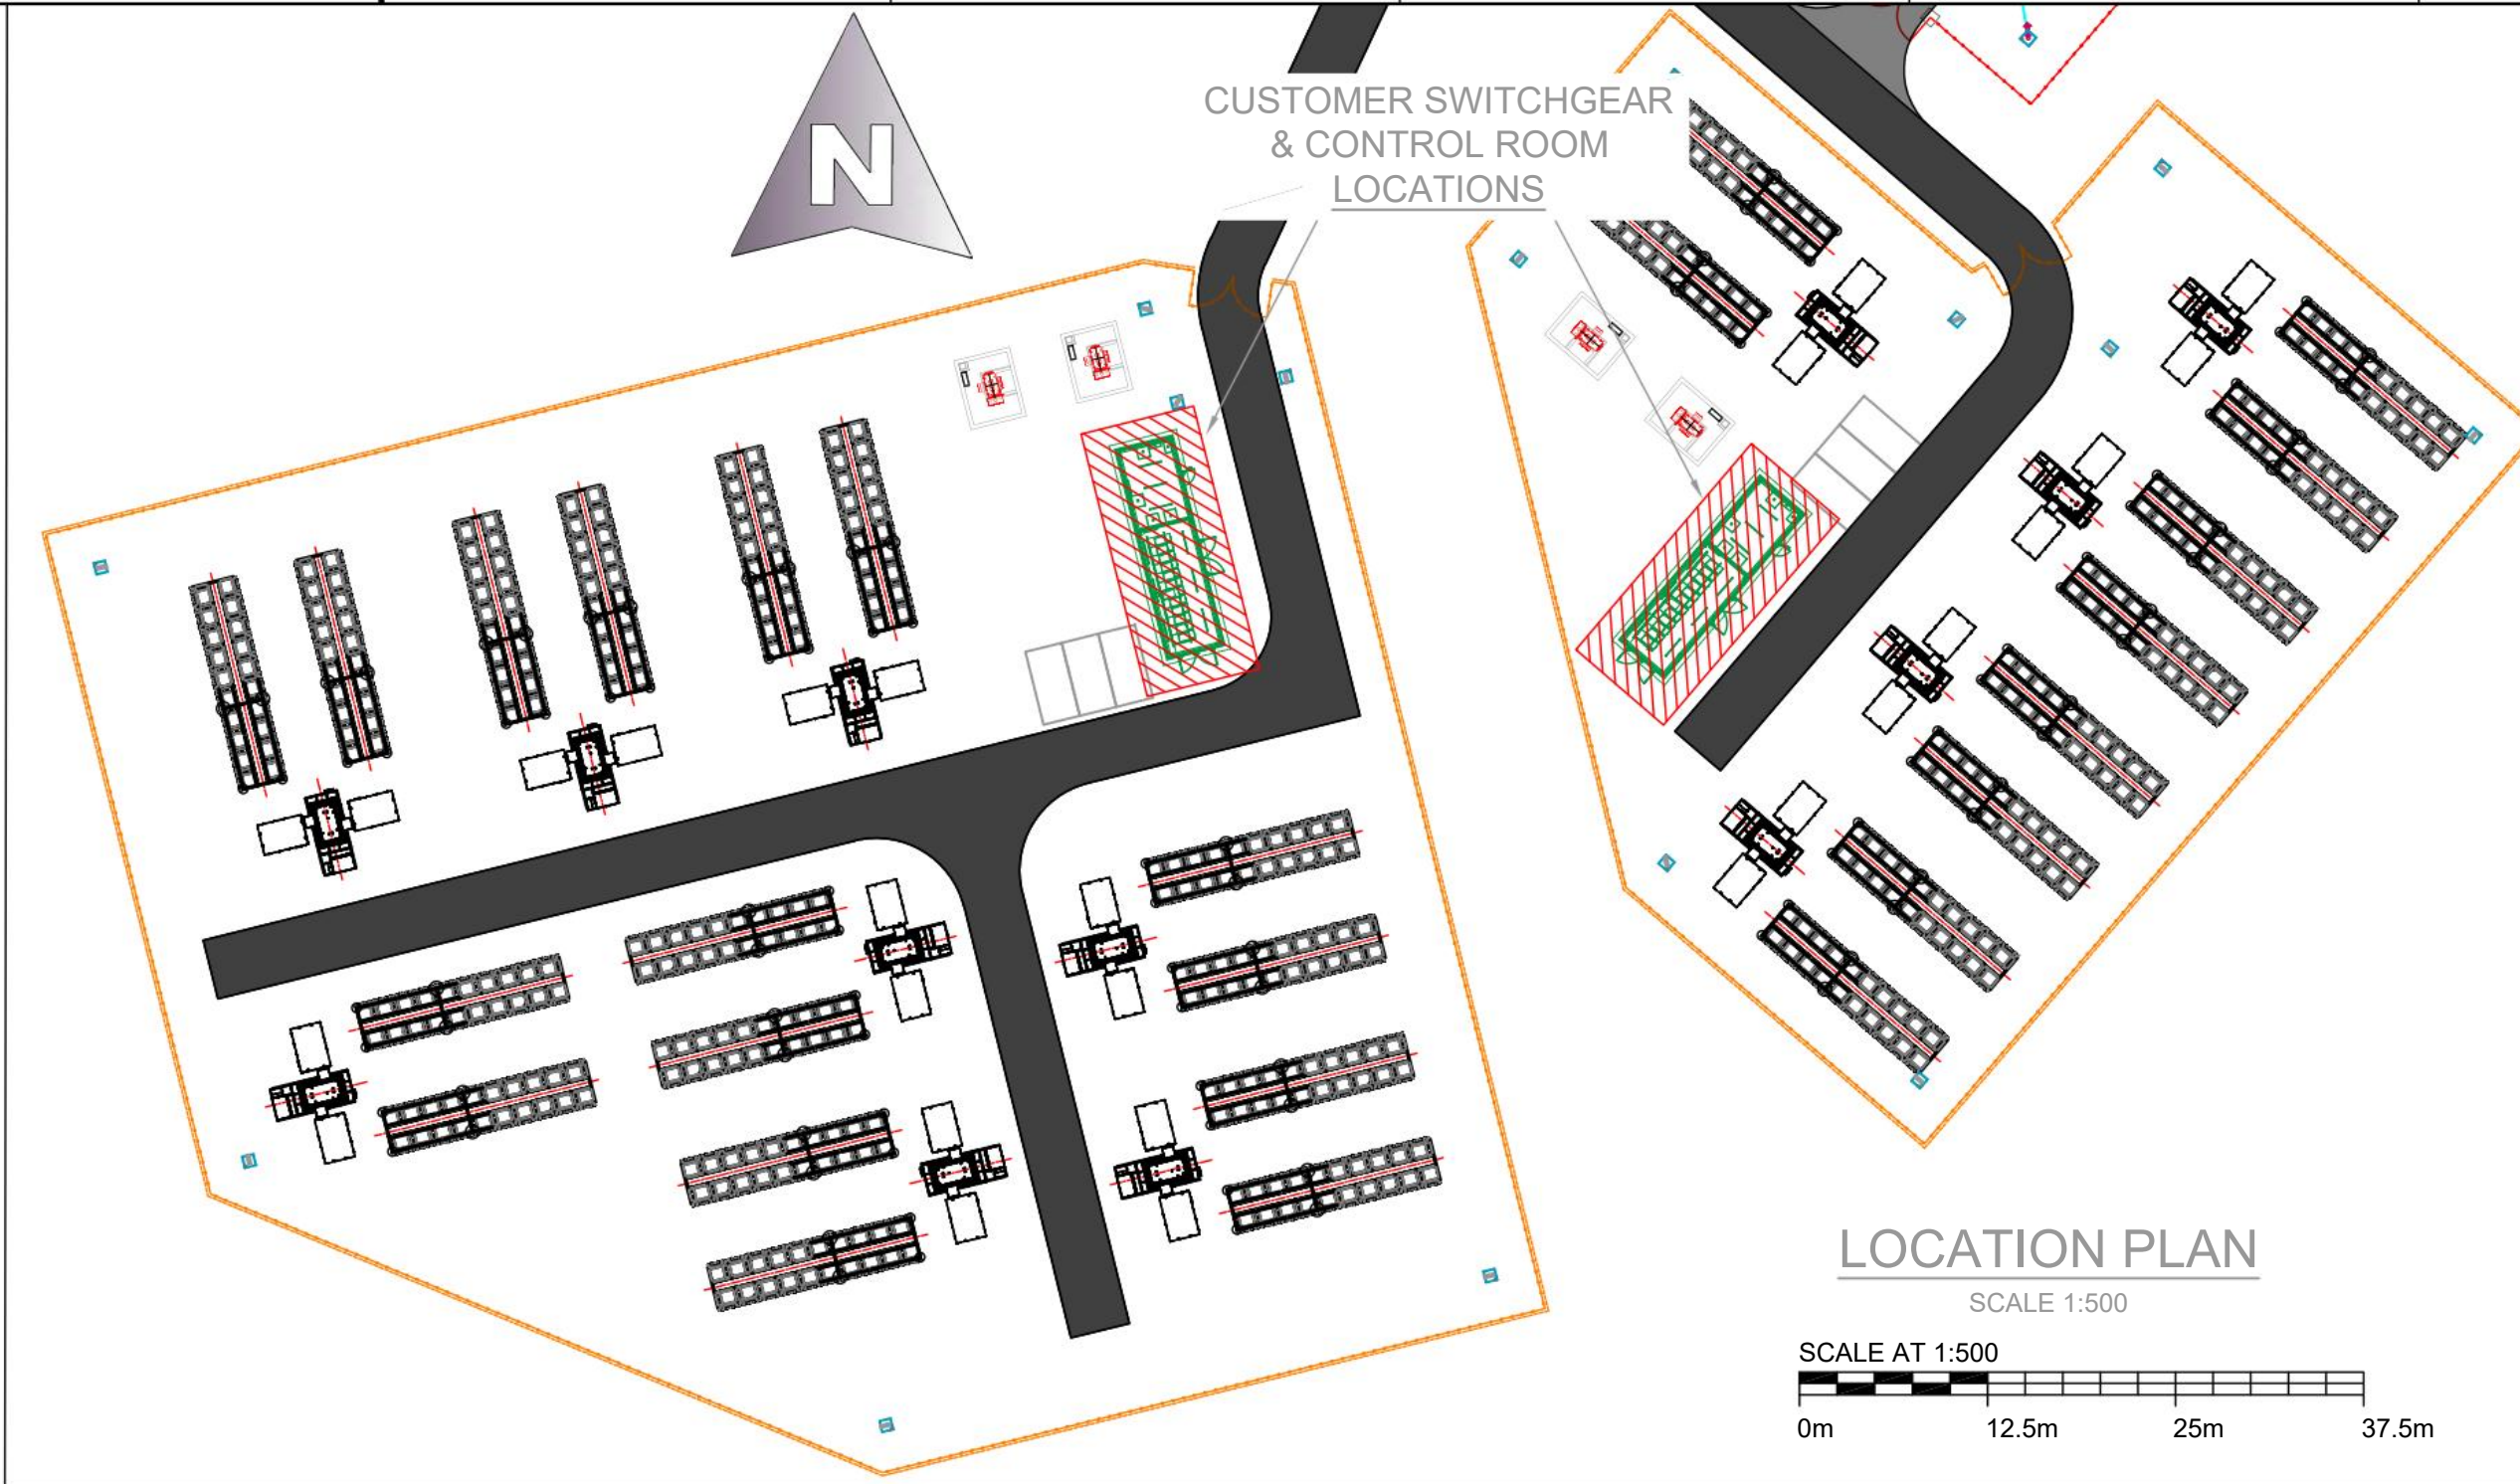 N
CUSTOMER SWITCHGEAR
& CONTROL ROOM
LOCATIONS
LOCATION PLAN
SCALE 1:500
SCALE AT 1:500
0m 12.5m 25m 37.5m